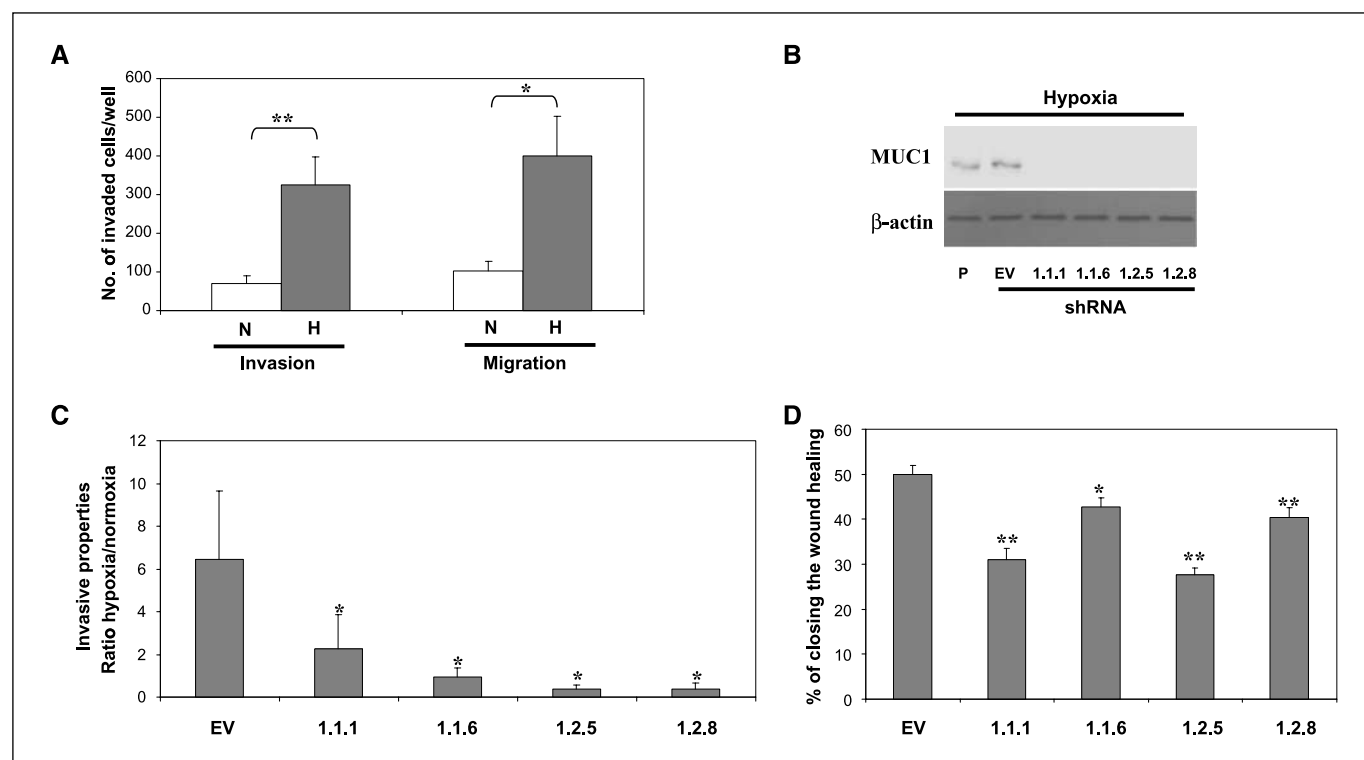 A
No. of invaded cells/well
600
500
400
300
200
100
0
**
*
N H N H
Invasion Migration
B
Hypoxia
MUC1
β-actin
P EV 1.1.1 1.1.6 1.2.5 1.2.8
shRNA
C
Invasive properties
Ratio hypoxia/normoxia
12
10
8
6
4
2
0
* * * *
EV 1.1.1 1.1.6 1.2.5 1.2.8
D
% of closing the wound healing
60
50
40
30
20
10
0
** * ** **
EV 1.1.1 1.1.6 1.2.5 1.2.8